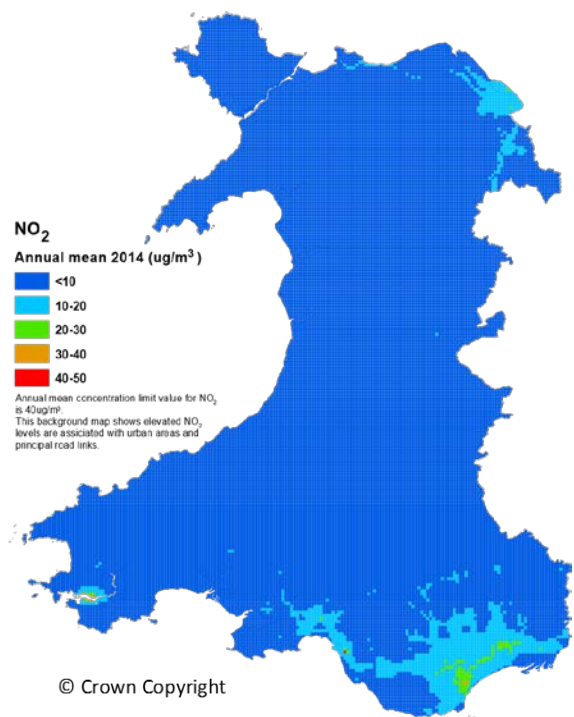 NO2
Annual mean 2014 (ug/m3)
<10
10-20
20-30
30-40
40-50
Annual mean concentration limit value for NO2
is 40ug/m3.
This background map shows elevated NO2
levels are assiciated with urban areas and
principal road links.
© Crown Copyright